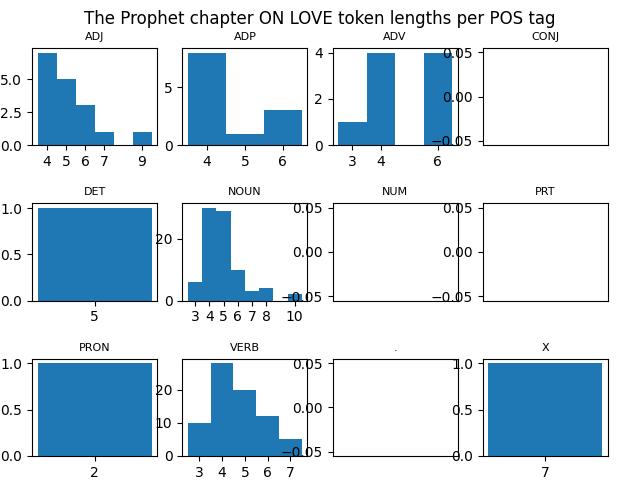 The Prophet chapter ON LOVE token lengths per POS tag
ADJ ADP ADV CONJ
5.0 2.5 0.0 4 5 6 7 9
5 0 4 5 6
4 2 0 3 4 6
0.05 0.00 −0.05
DET NOUN NUM PRT
1.0 0.5 0.0 5
20 0 3 4 5 6 7 8 10
0.05 0.00 −0.05
0.05 0.00 −0.05
PRON VERB . X
1.0 0.5 0.0 2
20 10 0 3 4 5 6 7
0.05 0.00 −0.05
1.0 0.5 0.0 7